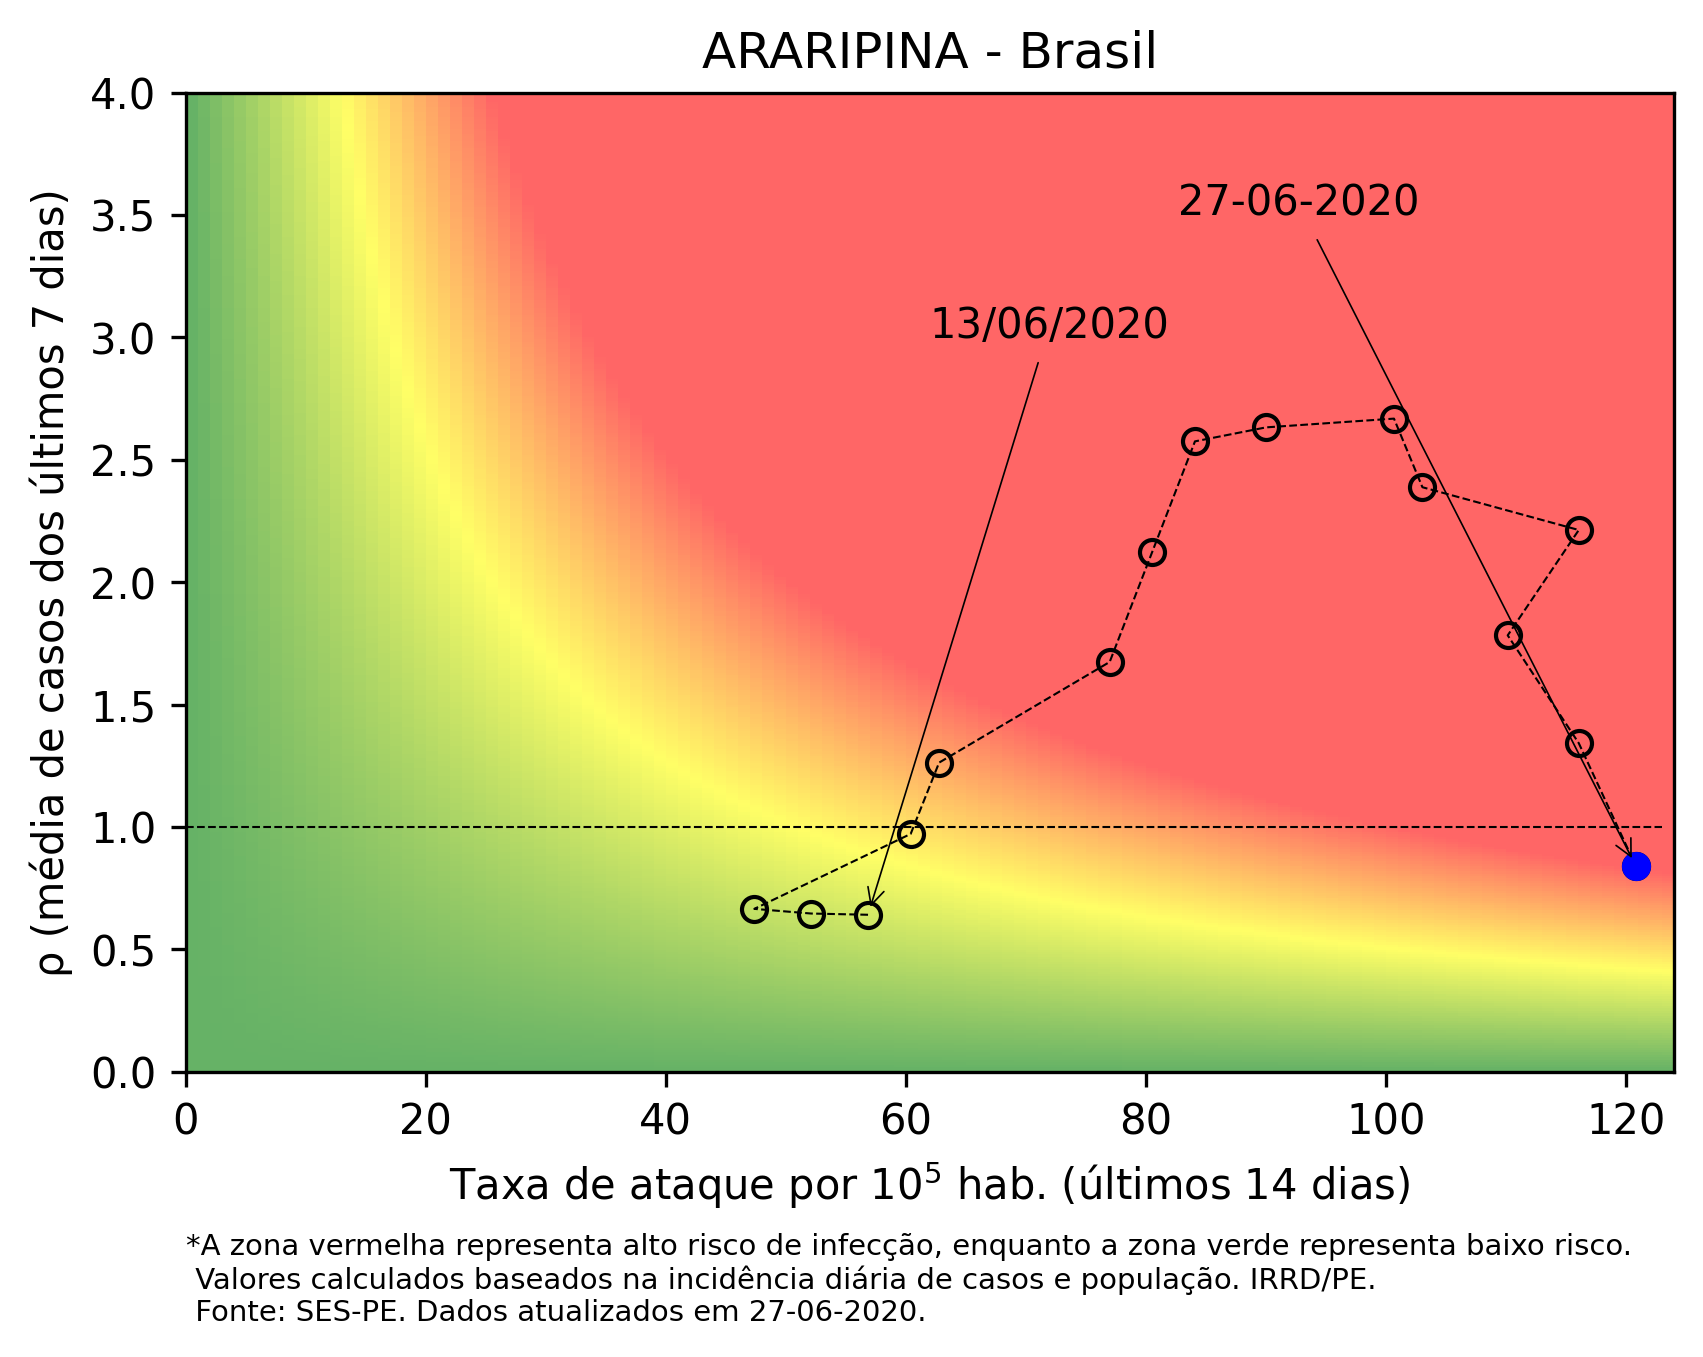 ARARIPINA - Brasil
4.0
3.5
3.0
2.5
2.0
1.5
1.0
0.5
0.0
ρ (média de casos dos últimos 7 dias)
27-06-2020
13/06/2020
0 20 40 60 80 100 120
Taxa de ataque por 10⁵ hab. (últimos 14 dias)
*A zona vermelha representa alto risco de infecção, enquanto a zona verde representa baixo risco.
Valores calculados baseados na incidência diária de casos e população. IRRD/PE.
Fonte: SES-PE. Dados atualizados em 27-06-2020.